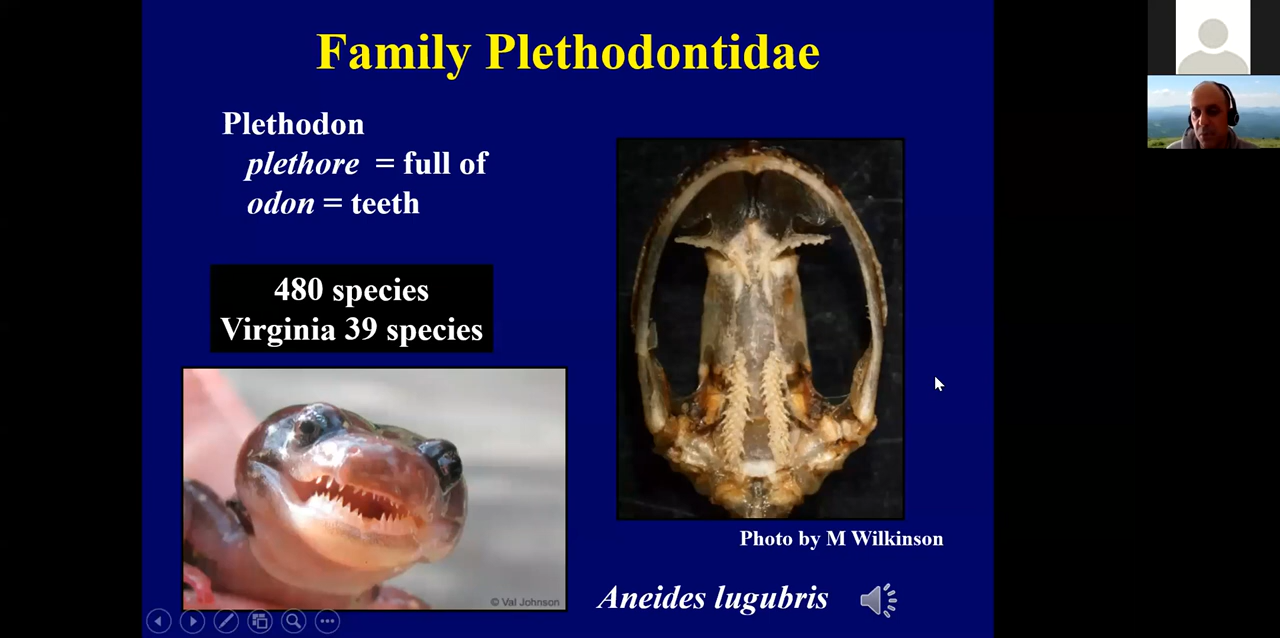 Family Plethodontidae
Plethodon
plethore = full of
odon = teeth
480 species
Virginia 39 species
© Val Johnson
Photo by M Wilkinson
Aneides lugubris